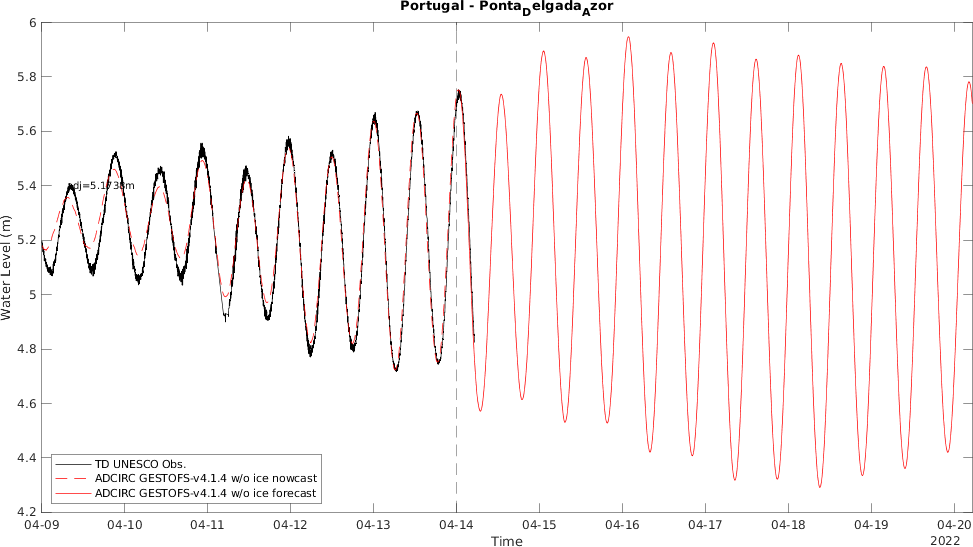 Portugal - PontaDelgadaAzor
6
5.8
5.6
5.4
5.2
5
4.8
4.6
4.4
4.2
Water Level (m)
adj=5.1738m
TD UNESCO Obs.
ADCIRC GESTOFS-v4.1.4 w/o ice nowcast
ADCIRC GESTOFS-v4.1.4 w/o ice forecast
04-09 04-10 04-11 04-12 04-13 04-14 04-15 04-16 04-17 04-18 04-19 04-20
Time
2022